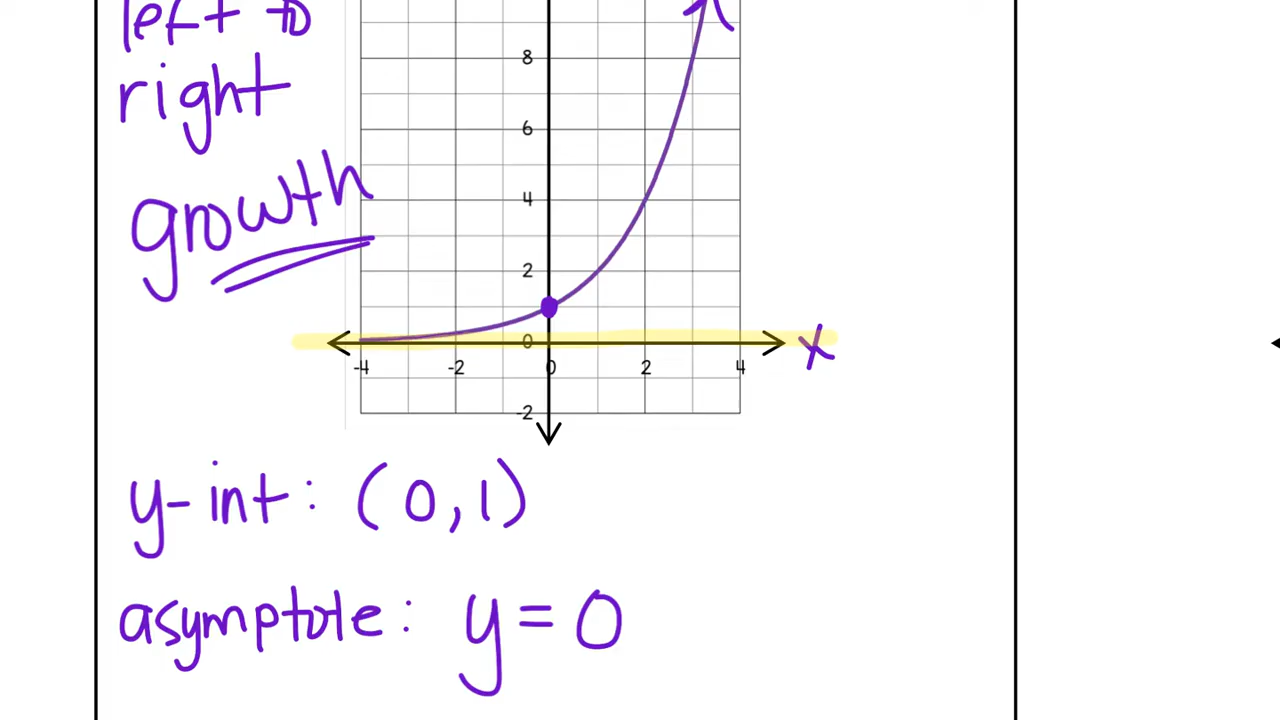 left to
right
growth
8
6
4
2
0
-4 -2 0 2 4
x
-2
y-int: (0,1)
asymptote: y=0